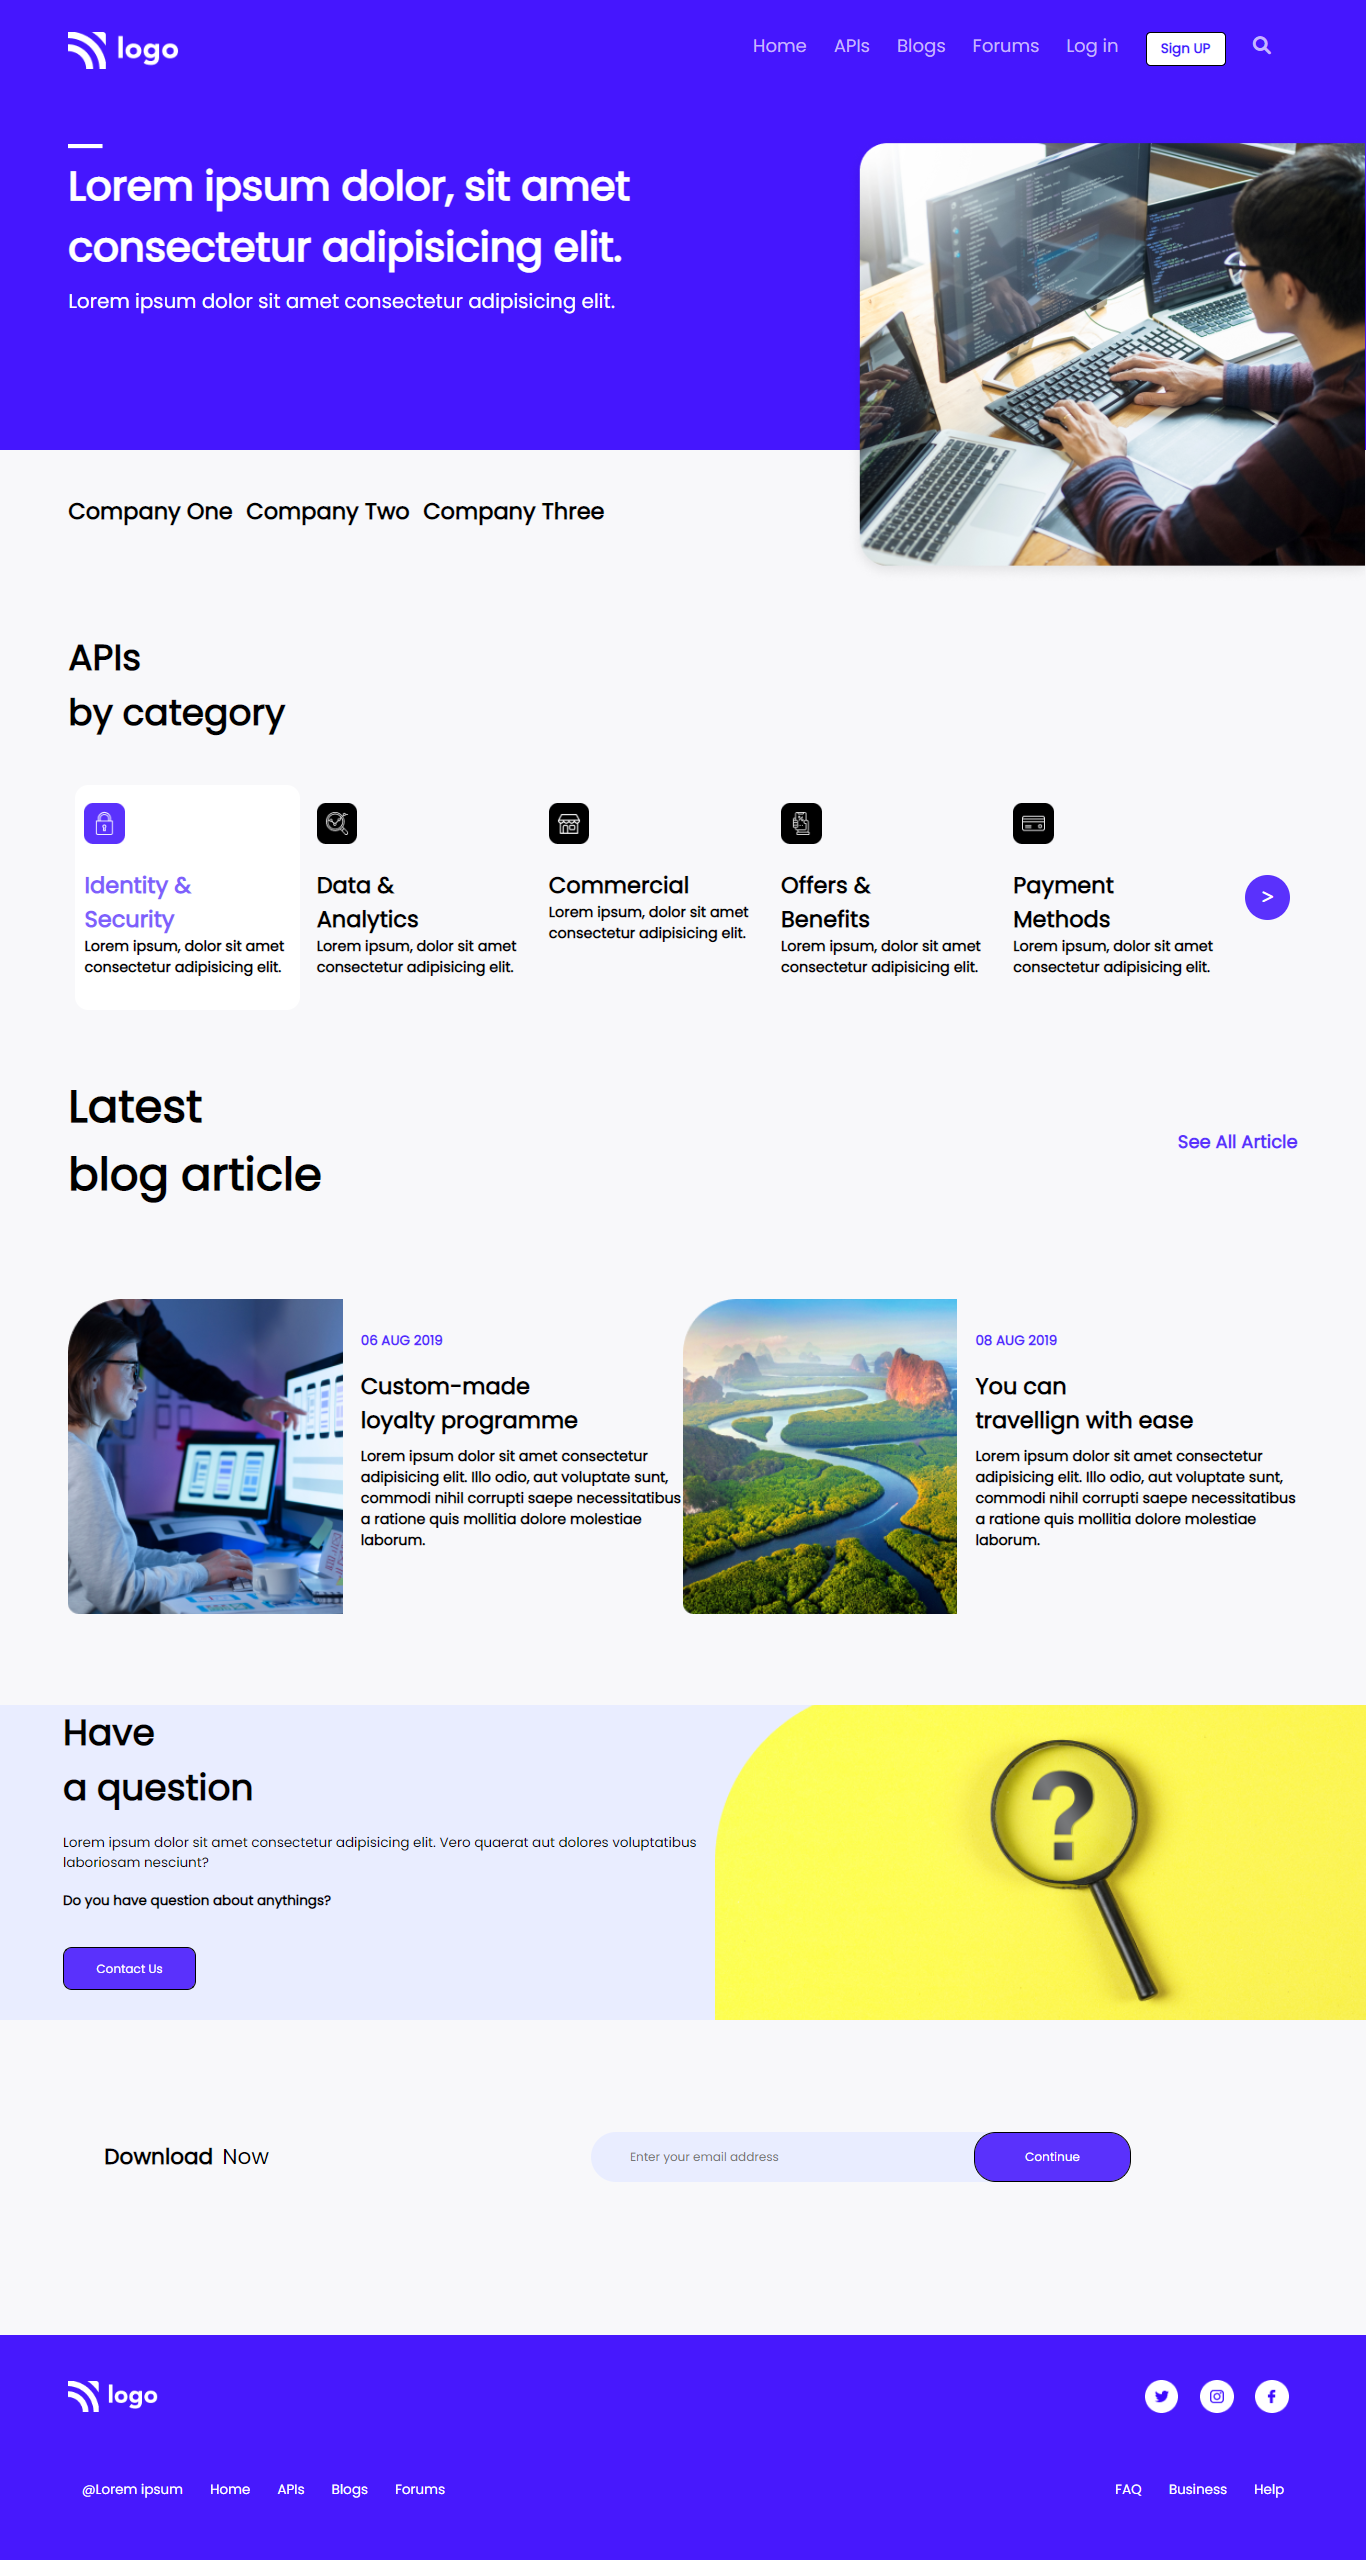 logo
Home APIs Blogs Forums Log in Sign UP
Lorem ipsum dolor, sit amet
consectetur adipisicing elit.
Lorem ipsum dolor sit amet consectetur adipisicing elit.
Company One Company Two Company Three
APIs
by category
Identity &
Security
Lorem ipsum, dolor sit amet
consectetur adipisicing elit.
Data &
Analytics
Lorem ipsum, dolor sit amet
consectetur adipisicing elit.
Commercial
Lorem ipsum, dolor sit amet
consectetur adipisicing elit.
Offers &
Benefits
Lorem ipsum, dolor sit amet
consectetur adipisicing elit.
Payment
Methods
Lorem ipsum, dolor sit amet
consectetur adipisicing elit.
>
Latest
blog article
See All Article
06 AUG 2019
Custom-made
loyalty programme
Lorem ipsum dolor sit amet consectetur
adipisicing elit. Illo odio, aut voluptate sunt,
commodi nihil corrupti saepe necessitatibus
a ratione quis mollitia dolore molestiae
laborum.
08 AUG 2019
You can
travellign with ease
Lorem ipsum dolor sit amet consectetur
adipisicing elit. Illo odio, aut voluptate sunt,
commodi nihil corrupti saepe necessitatibus
a ratione quis mollitia dolore molestiae
laborum.
Have
a question
Lorem ipsum dolor sit amet consectetur adipisicing elit. Vero quaerat aut dolores voluptatibus
laboriosam nesciunt?
Do you have question about anythings?
Contact Us
?
Download Now
Enter your email address
Continue
logo
@Lorem ipsum Home APIs Blogs Forums
FAQ Business Help